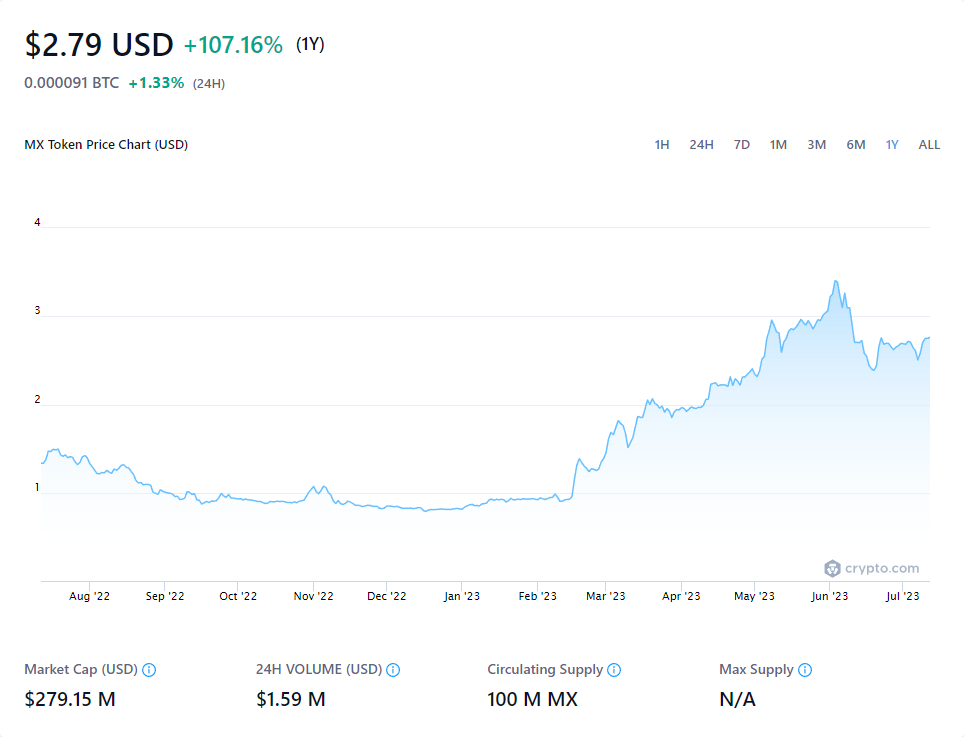 $2.79 USD +107.16% (1Y)
0.000091 BTC +1.33% (24H)
MX Token Price Chart (USD) 1H 24H 7D 1M 3M 6M 1Y ALL
4
3
2
1
crypto.com
Aug '22 Sep '22 Oct '22 Nov '22 Dec '22 Jan '23 Feb '23 Mar '23 Apr '23 May '23 Jun '23 Jul '23
Market Cap (USD) 24H VOLUME (USD) Circulating Supply Max Supply
$279.15 M $1.59 M 100 M MX N/A